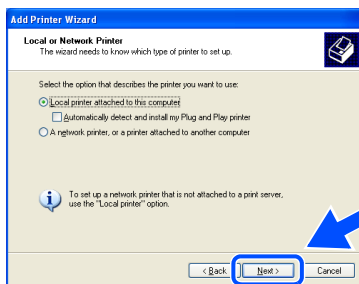 Add Printer Wizard
Local or Network Printer
The wizard needs to know which type of printer to set up.
Select the option that describes the printer you want to use:
Local printer attached to this computer
Automatically detect and install my Plug and Play printer
A network printer, or a printer attached to another computer
To set up a network printer that is not attached to a print server,
use the "Local printer" option.
< Back Next > Cancel